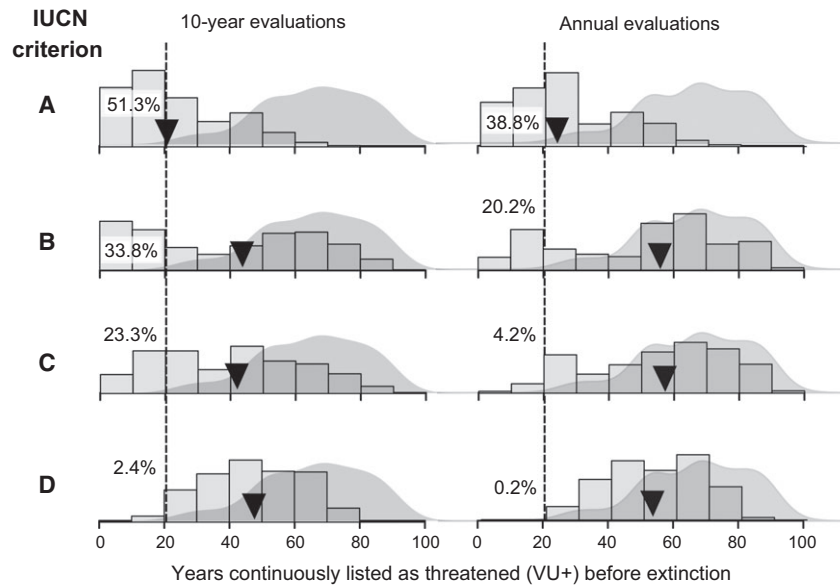 IUCN
criterion
10-year evaluations
Annual evaluations
A
51.3%
38.8%
B
33.8%
20.2%
C
23.3%
4.2%
D
2.4%
0.2%
0 20 40 60 80 100
0 20 40 60 80 100
Years continuously listed as threatened (VU+) before extinction